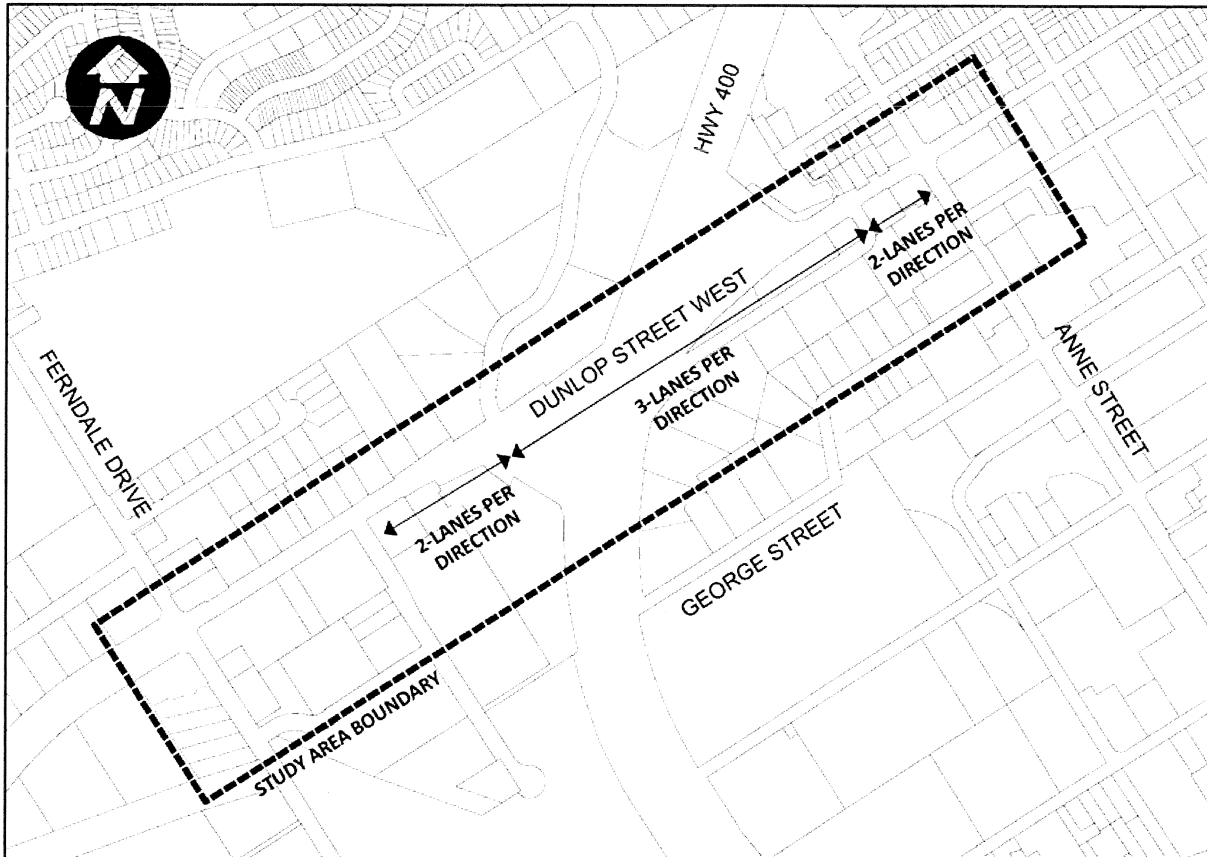 N
HWY 400
2-LANES PER
DIRECTION
DUNLOP STREET WEST
3-LANES PER
DIRECTION
ANNE STREET
FERNDALE DRIVE
2-LANES PER
DIRECTION
GEORGE STREET
STUDY AREA BOUNDARY